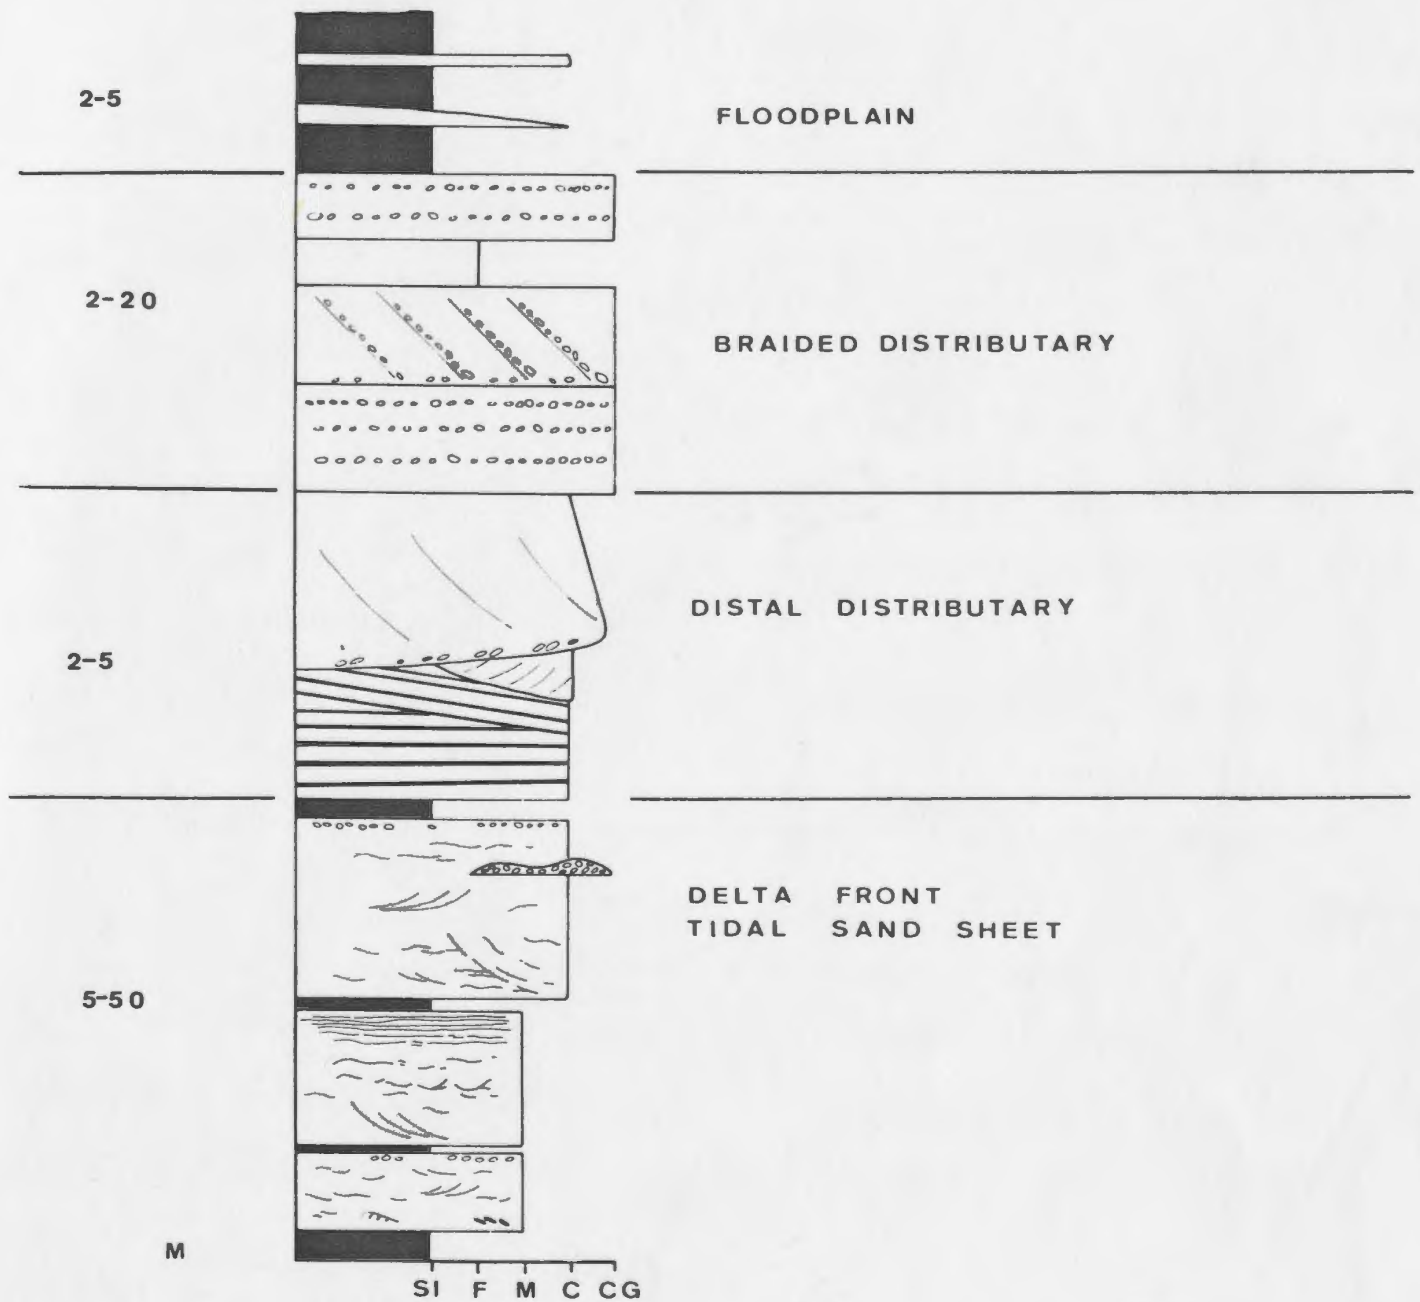 2-5
FLOODPLAIN
2-20
BRAIDED DISTRIBUTARY
DISTAL DISTRIBUTARY
2-5
DELTA FRONT
TIDAL SAND SHEET
5-50
M
SI F M C CG